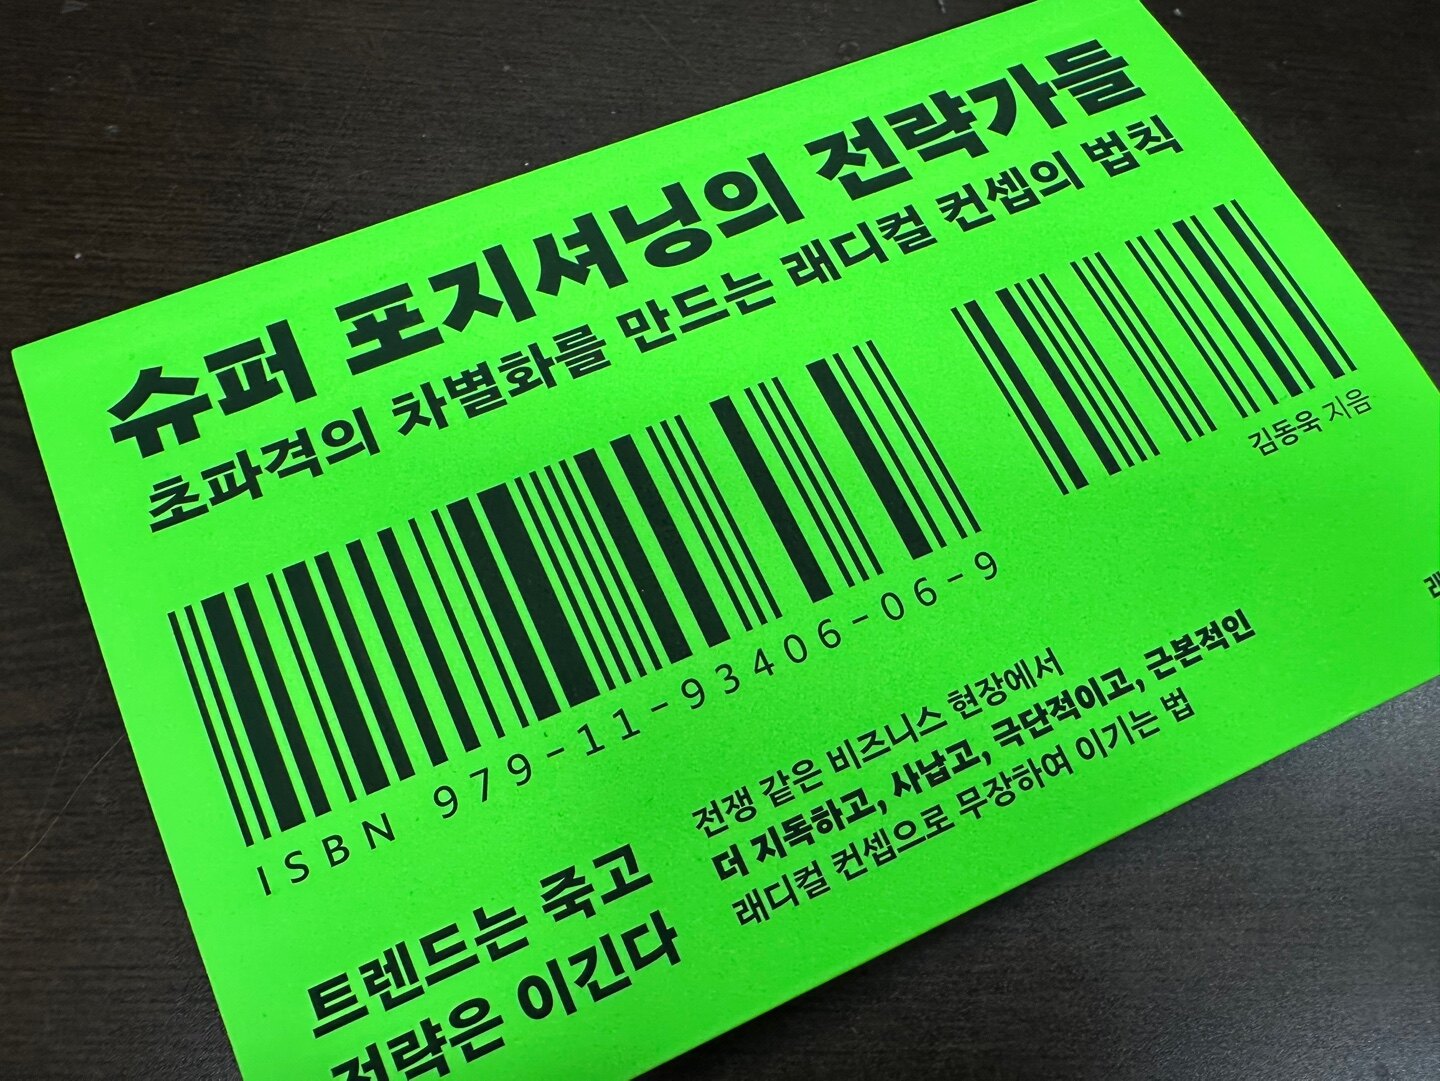 슈퍼 포지셔닝의 전략가들
초파격의 차별화를 만드는 래디컬 컨셉의 법칙
김동욱 지음
ISBN 979-11-93406-06-9
전쟁 같은 비즈니스 현장에서
더 지독하고, 사납고, 극단적이고, 근본적인
래디컬 컨셉으로 무장하여 이기는 법
트렌드는 죽고
전략은 이긴다